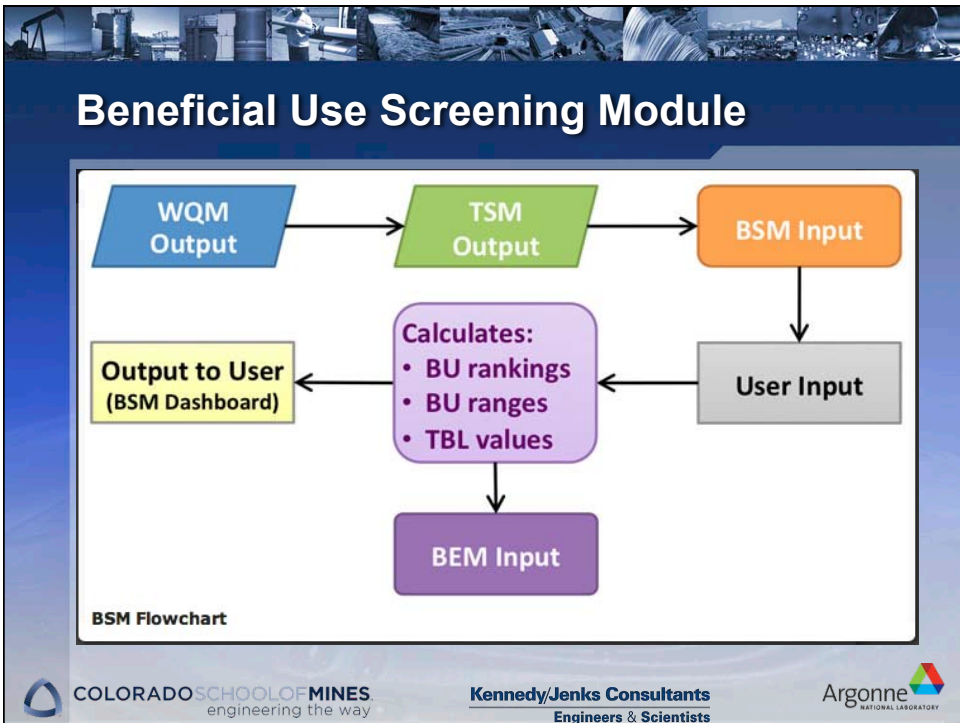 Beneficial Use Screening Module
WQM
Output
TSM
Output
BSM Input
User Input
Calculates:
• BU rankings
• BU ranges
• TBL values
Output to User
(BSM Dashboard)
BEM Input
BSM Flowchart
COLORADOSCHOOLOFMINES.
engineering the way
Kennedy/Jenks Consultants
Engineers & Scientists
Argonne
NATIONAL LABORATORY